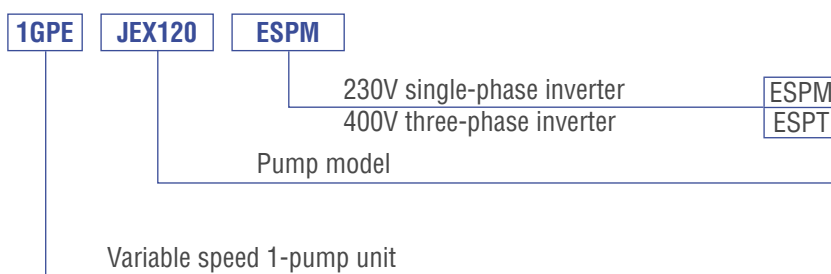 1GPE JEX120 ESPM
230V single-phase inverter ESPM
400V three-phase inverter ESPT
Pump model
Variable speed 1-pump unit